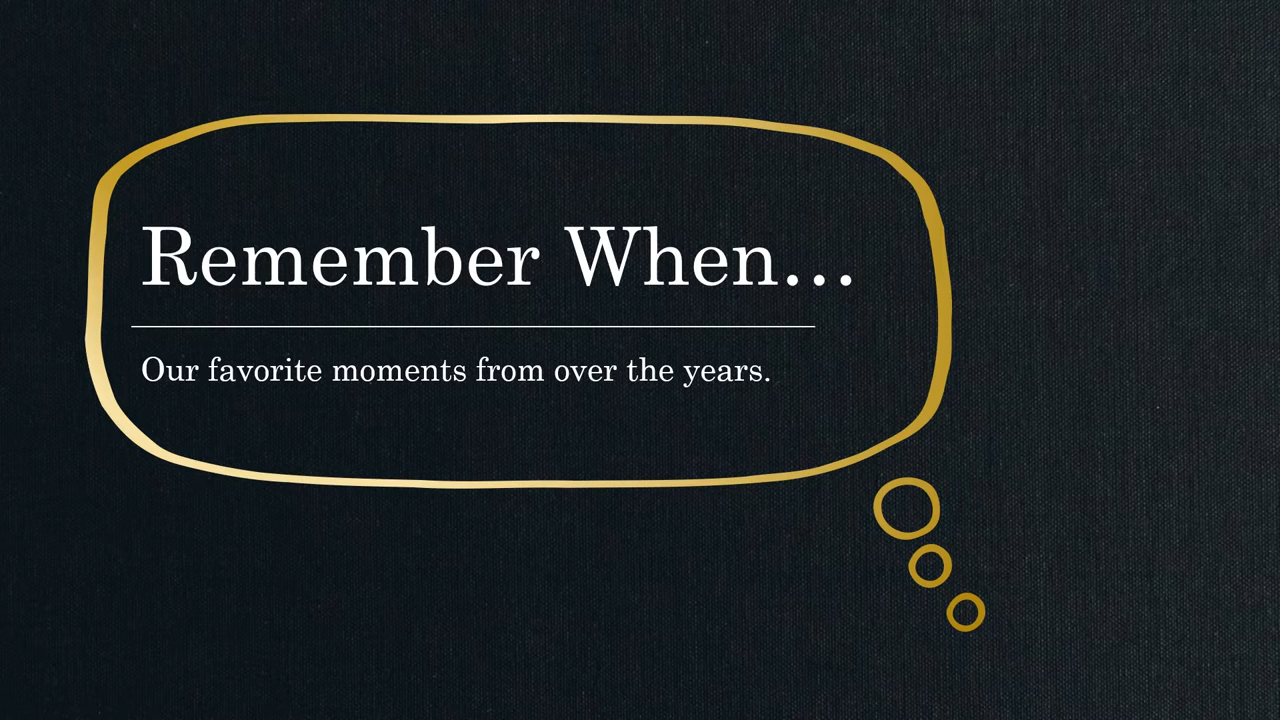 Remember When…
Our favorite moments from over the years.